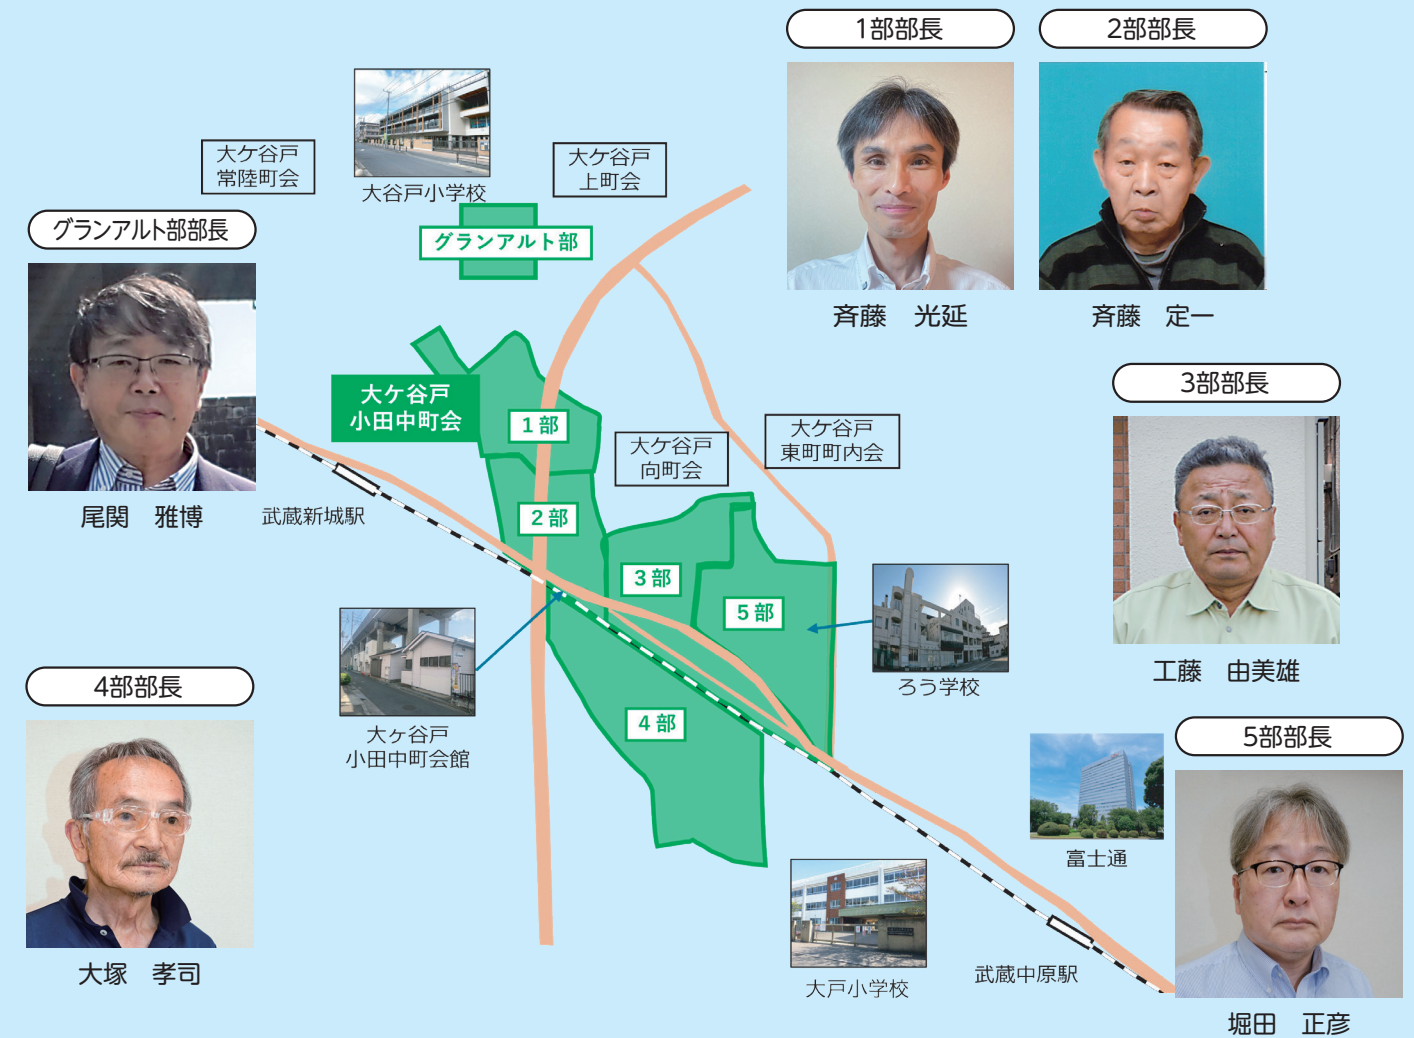 1部部長
2部部長
斉藤　光延
斉藤　定一
大ケ谷戸
常陸町会
大谷戸小学校
大ケ谷戸
上町会
グランアルト部部長
グランアルト部
尾関　雅博
大ケ谷戸
小田中町会
1部
2部
3部
5部
4部
大ケ谷戸
向町会
大ケ谷戸
東町町内会
3部部長
工藤　由美雄
武蔵新城駅
大ヶ谷戸
小田中町会館
ろう学校
4部部長
大塚　孝司
富士通
5部部長
堀田　正彦
大戸小学校
武蔵中原駅